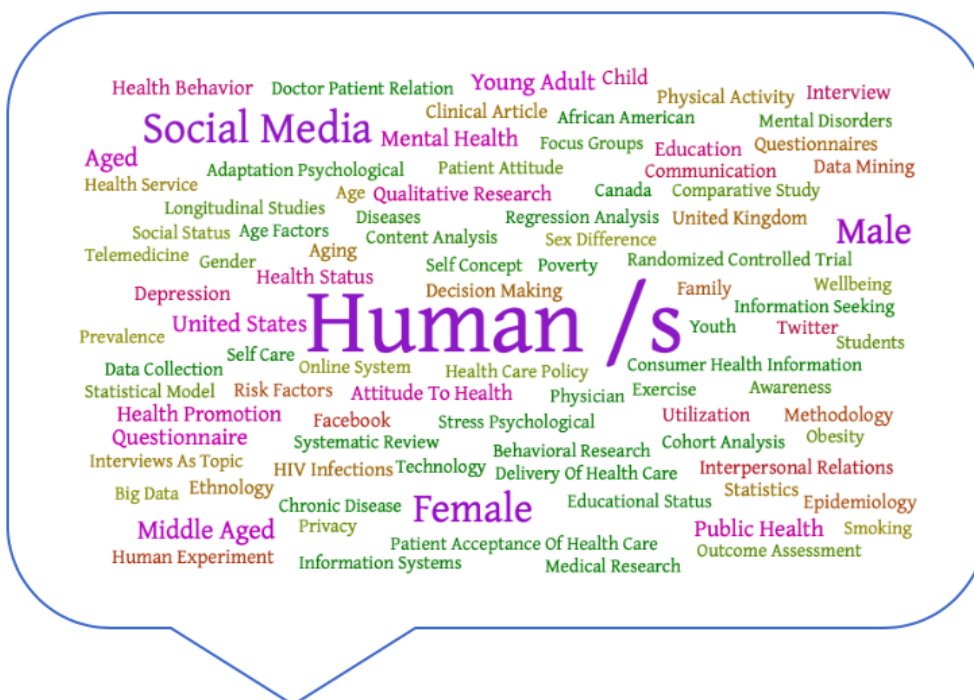 Health Behavior Doctor Patient Relation Young Adult Child
Physical Activity Interview
Clinical Article African American Mental Disorders
Social Media Mental Health Focus Groups Education Questionnaires
Aged Adaptation Psychological Patient Attitude Communication Data Mining
Health Service Age Qualitative Research Canada Comparative Study
Longitudinal Studies Diseases Regression Analysis United Kingdom Male
Social Status Age Factors Content Analysis Sex Difference
Telemedicine Gender Aging Self Concept Poverty Randomized Controlled Trial
Health Status Wellbeing
Depression Decision Making Family Information Seeking
Prevalence United States Human /s Youth Twitter Students
Data Collection Self Care Online System Health Care Policy Consumer Health Information
Statistical Model Risk Factors Attitude To Health Physician Exercise Awareness
Health Promotion Facebook Stress Psychological Utilization Methodology
Questionnaire Systematic Review Behavioral Research Cohort Analysis Obesity
Interviews As Topic HIV Infections Technology Delivery Of Health Care Interpersonal Relations
Big Data Ethnology Statistics
Chronic Disease Female Educational Status Epidemiology
Middle Aged Privacy Public Health Smoking
Human Experiment Patient Acceptance Of Health Care Outcome Assessment
Information Systems Medical Research